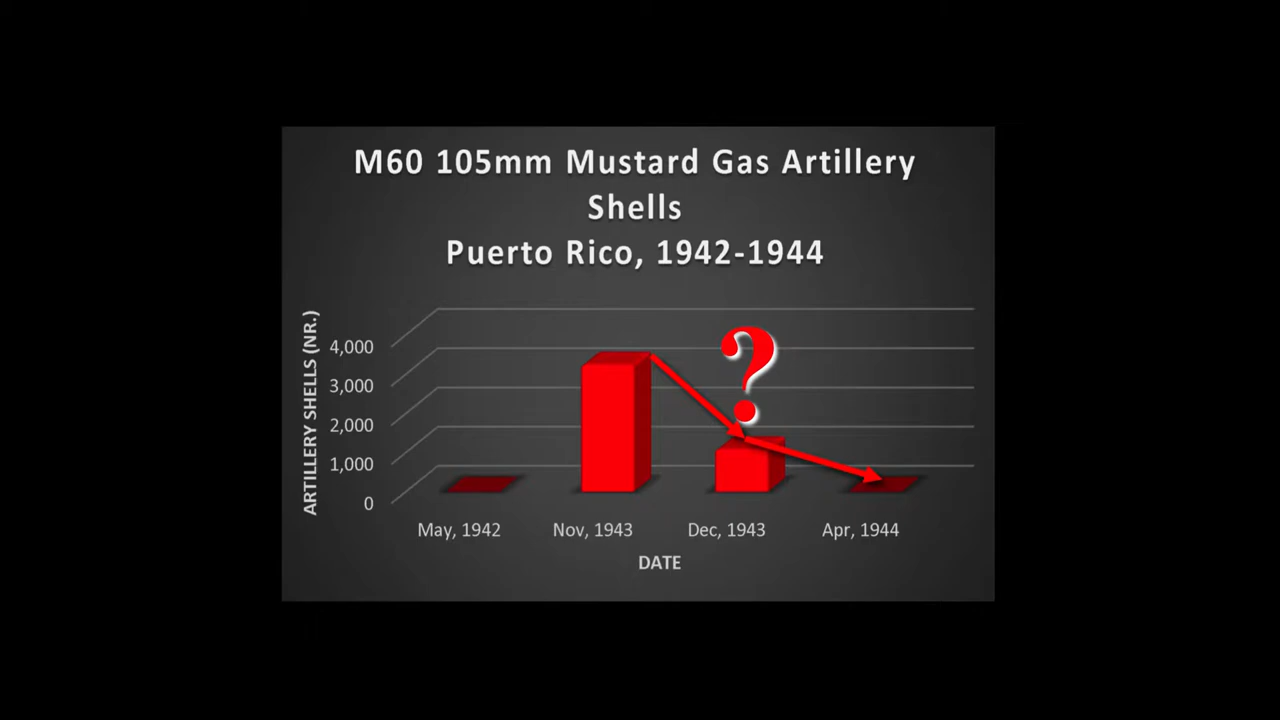 M60 105mm Mustard Gas Artillery
Shells
Puerto Rico, 1942-1944
ARTILLERY SHELLS (NR.)
4,000
3,000
2,000
1,000
0
?
May, 1942
Nov, 1943
Dec, 1943
Apr, 1944
DATE